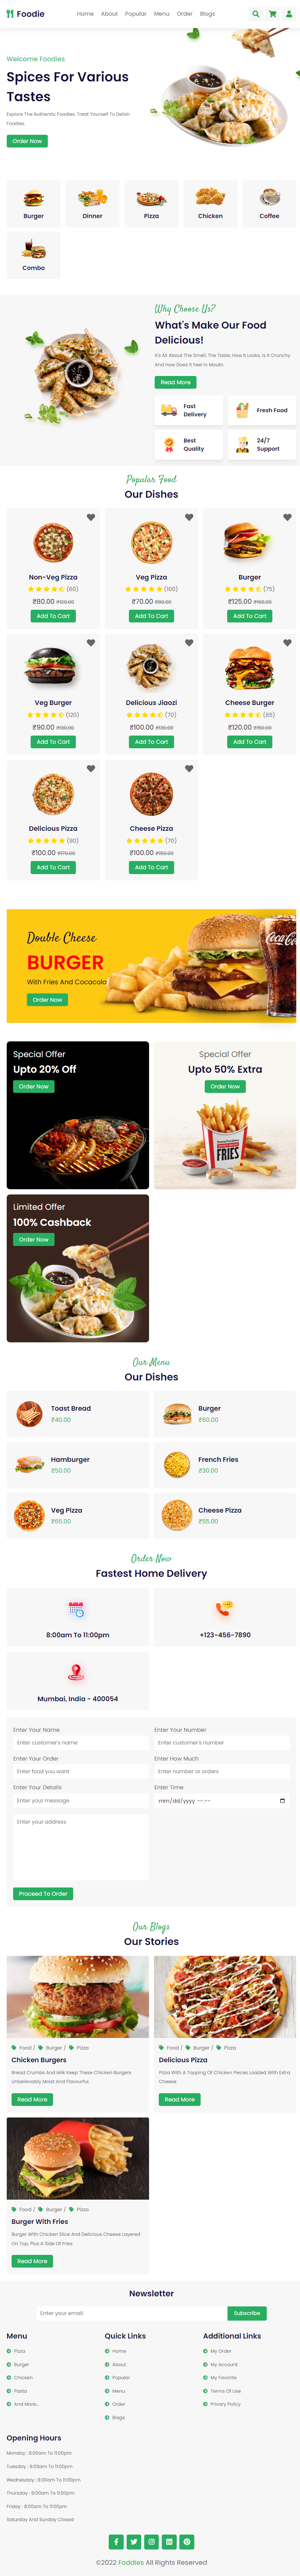 Foodie
Home About Popular Menu Order Blogs
Welcome Foodies
Spices For Various
Tastes
Explore The Authentic Foodies. Treat Yourself To Delish
Foodies.
Order Now
Burger
Dinner
Pizza
Chicken
Coffee
Combo
Why Choose Us?
What's Make Our Food
Delicious!
It's All About The Smell, The Taste, How It Looks, Is It Crunchy
And How Does It Feel In Mouth.
Read More
Fast
Delivery
Fresh Food
Best
Quality
24/7
Support
Popular Food
Our Dishes
Non-Veg Pizza
(60)
₹80.00 ₹120.00
Add To Cart
Veg Pizza
(100)
₹70.00 ₹90.00
Add To Cart
Burger
(75)
₹125.00 ₹150.00
Add To Cart
Veg Burger
(120)
₹90.00 ₹130.00
Add To Cart
Delicious Jiaozi
(70)
₹100.00 ₹130.00
Add To Cart
Cheese Burger
(65)
₹120.00 ₹150.00
Add To Cart
Delicious Pizza
(90)
₹100.00 ₹170.00
Add To Cart
Cheese Pizza
(70)
₹100.00 ₹150.00
Add To Cart
Double Cheese
BURGER
With Fries And Cocacola
Order Now
Coca-Cola
Special Offer
Upto 20% Off
Order Now
Special Offer
Upto 50% Extra
Order Now
FRIES
Limited Offer
100% Cashback
Order Now
Our Menu
Our Dishes
Toast Bread
₹40.00
Burger
₹60.00
Hamburger
₹50.00
French Fries
₹30.00
Veg Pizza
₹65.00
Cheese Pizza
₹55.00
Order Now
Fastest Home Delivery
8:00am To 11:00pm
+123-456-7890
Mumbai, India - 400054
Enter Your Name
Enter customer's name
Enter Your Number
Enter customer's number
Enter Your Order
Enter food you want
Enter How Much
Enter number or orders
Enter Your Details
Enter your message
Enter Time
mm/dd/yyyy --:--
Enter your address
Proceed To Order
Our Blogs
Our Stories
Food / Burger / Pizza
Chicken Burgers
Bread Crumbs And Milk Keep These Chicken Burgers
Unbelievably Moist And Flavourful.
Read More
Food / Burger / Pizza
Delicious Pizza
Pizza With A Topping Of Chicken Pieces Loaded With Extra
Cheese
Read More
Food / Burger / Pizza
Burger With Fries
Burger With Chicken Slice And Delicious Cheese Layered
On Top, Plus A Side Of Fries
Read More
Newsletter
Enter your email
Subscribe
Menu
Pizza
Burger
Chicken
Pasta
And More...
Quick Links
Home
About
Popular
Menu
Order
Blogs
Additional Links
My Order
My Account
My Favorite
Terms Of Use
Privary Policy
Opening Hours
Monday : 8:00am To 11:00pm
Tuesday : 8:00am To 11:00pm
Wednesday : 8:00am To 11:00pm
Thursday : 8:00am To 11:00pm
Friday : 8:00am To 11:00pm
Saturday And Sunday Closed
©2022 Foddies All Rights Reserved